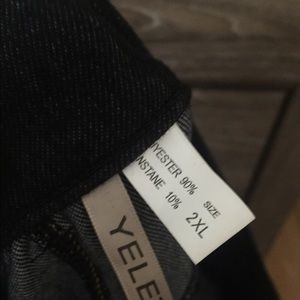 YESTER 90%
NSTANE 10%
SIZE
2XL
YELE